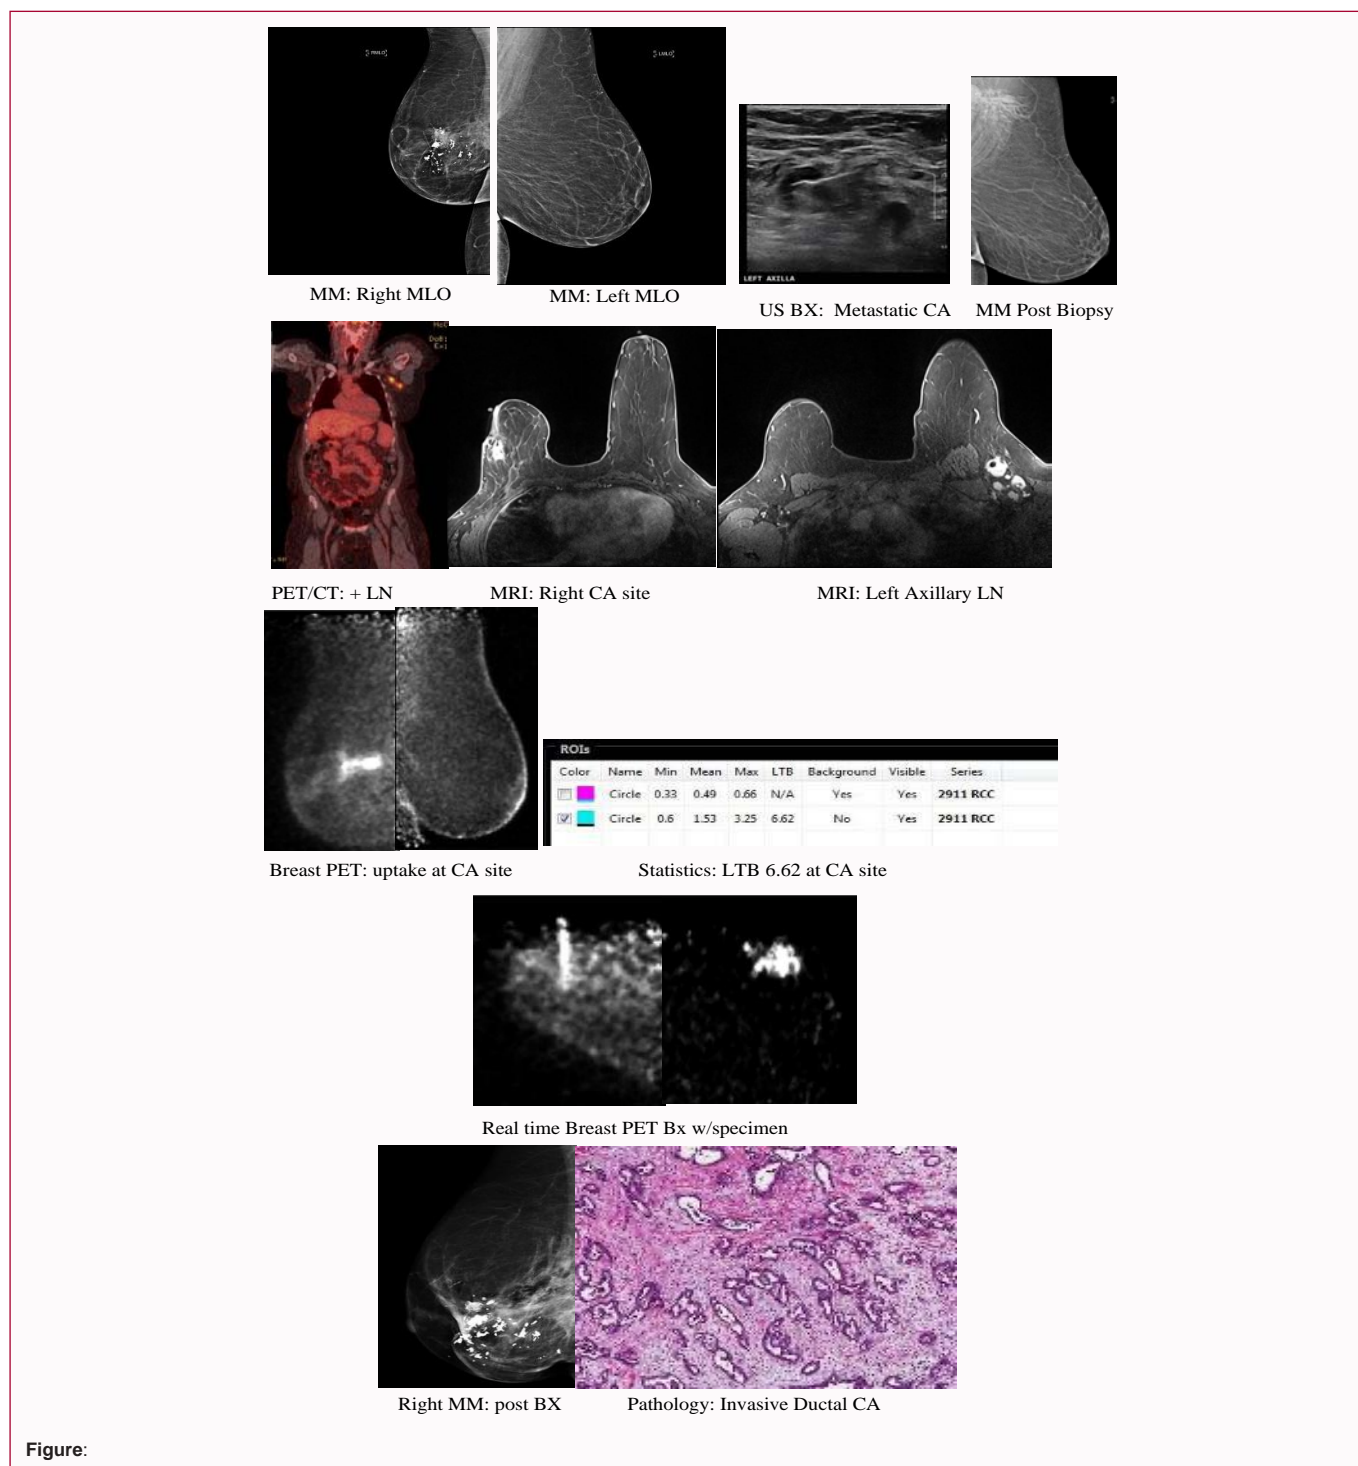 RMLO
LMLO
LEFT AXILLA
MM: Right MLO
MM: Left MLO
US BX: Metastatic CA
MM Post Biopsy
PET/CT: + LN
MRI: Right CA site
MRI: Left Axillary LN
ROIs
Color Name Min Mean Max LTB Background Visible Series
Circle 0.33 0.49 0.66 N/A Yes Yes 2911 RCC
Circle 0.6 1.53 3.25 6.62 No Yes 2911 RCC
Breast PET: uptake at CA site
Statistics: LTB 6.62 at CA site
Real time Breast PET Bx w/specimen
Right MM: post BX
Pathology: Invasive Ductal CA
Figure: